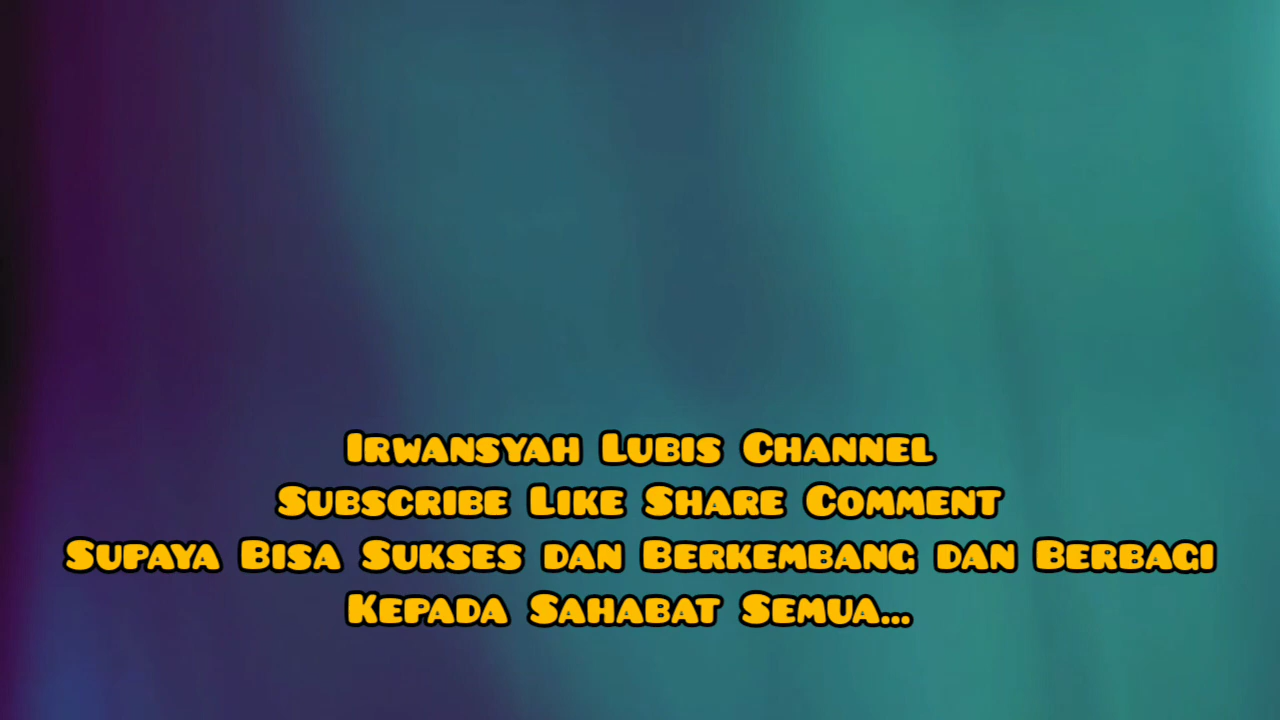 Irwansyah Lubis Channel
Subscribe Like Share Comment
Supaya Bisa Sukses dan Berkembang dan Berbagi
Kepada Sahabat Semua...